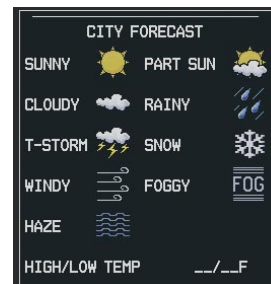 CITY FORECAST
SUNNY PART SUN
CLOUDY RAINY
T-STORM SNOW
WINDY FOGGY FOG
HAZE
HIGH/LOW TEMP __/__F